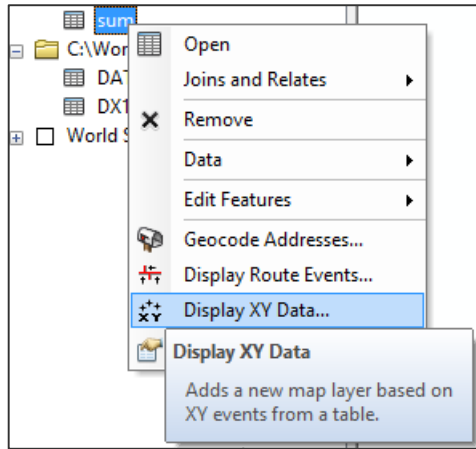 sum
Open
C:\Wor
Joins and Relates
DAT
DX1
Remove
World S
Data
Edit Features
Geocode Addresses...
Display Route Events...
XY Display XY Data...
Display XY Data
Adds a new map layer based on
XY events from a table.